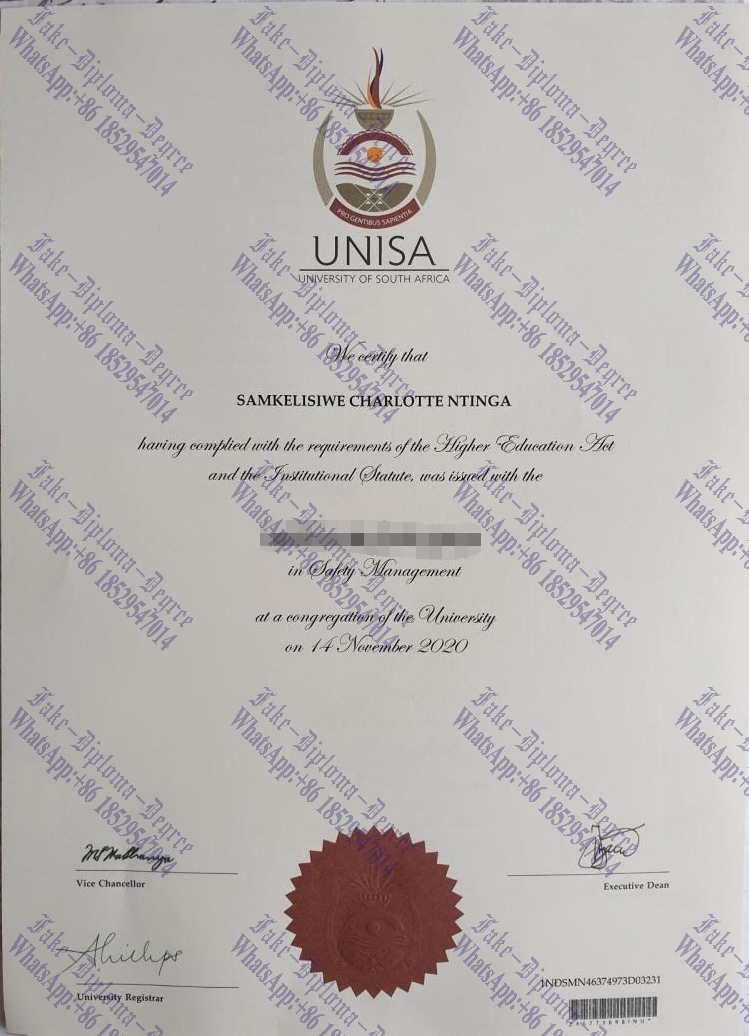 PRO GENTIBUS SAPIENTIA
UNISA
UNIVERSITY OF SOUTH AFRICA
We certify that
SAMKELISIWE CHARLOTTE NTINGA
having complied with the requirements of the Higher Education Act
and the Institutional Statute, was issued with the
in Safety Management
at a congregation of the University
on 14 November 2020
Vice Chancellor
Executive Dean
University Registrar
1NDSMN46374973D03231
Fake-Diploma-Degree
WhatsApp:+86 18529547014